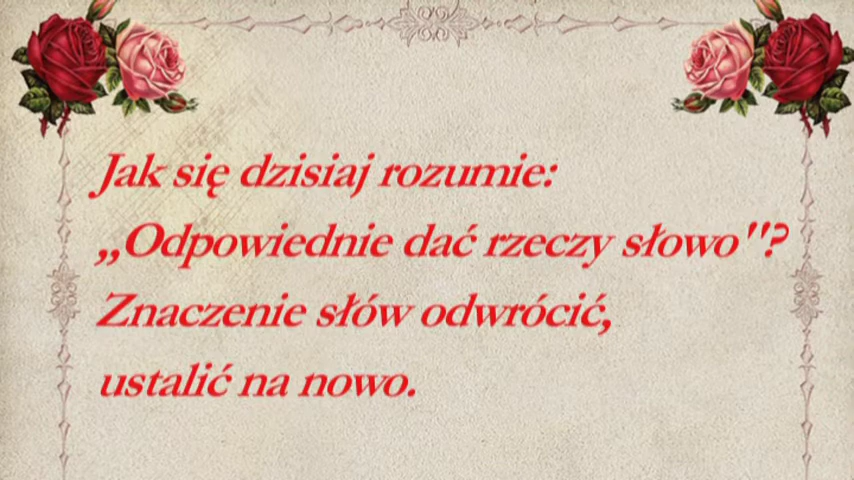 Jak się dzisiaj rozumie:
„Odpowiednie dać rzeczy słowo"?
Znaczenie słów odwrócić,
ustalić na nowo.